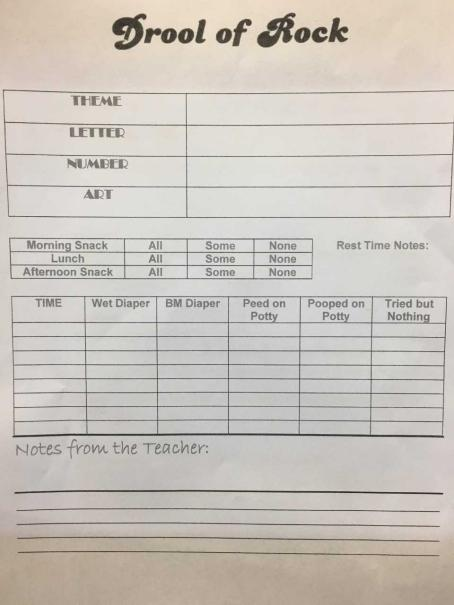 Drool of Rock
THEME
LETTER
NUMBER
ART
Morning Snack All Some None Rest Time Notes:
Lunch All Some None
Afternoon Snack All Some None
TIME Wet Diaper BM Diaper Peed on Potty Pooped on Potty Tried but Nothing
Notes from the Teacher: